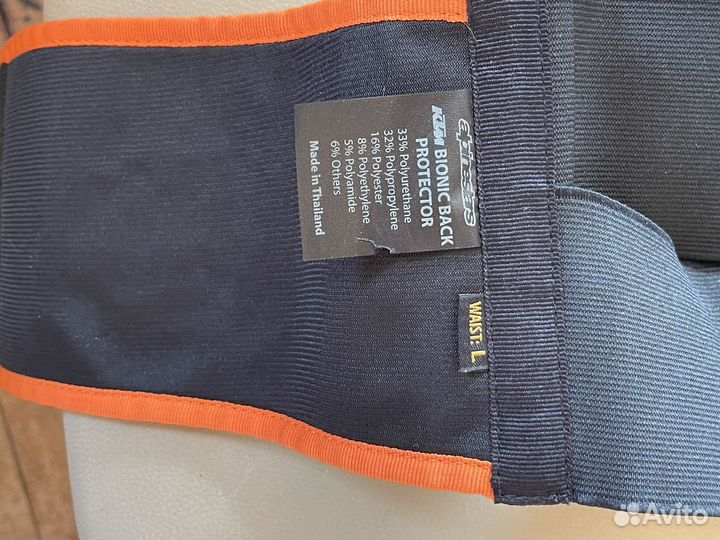 alpinestars
KTM BIONIC BACK
PROTECTOR
33% Polyurethane
32% Polypropylene
16% Polyester
8% Polyethylene
5% Polyamide
6% Others
Made in Thailand
WAIST: L
Avito